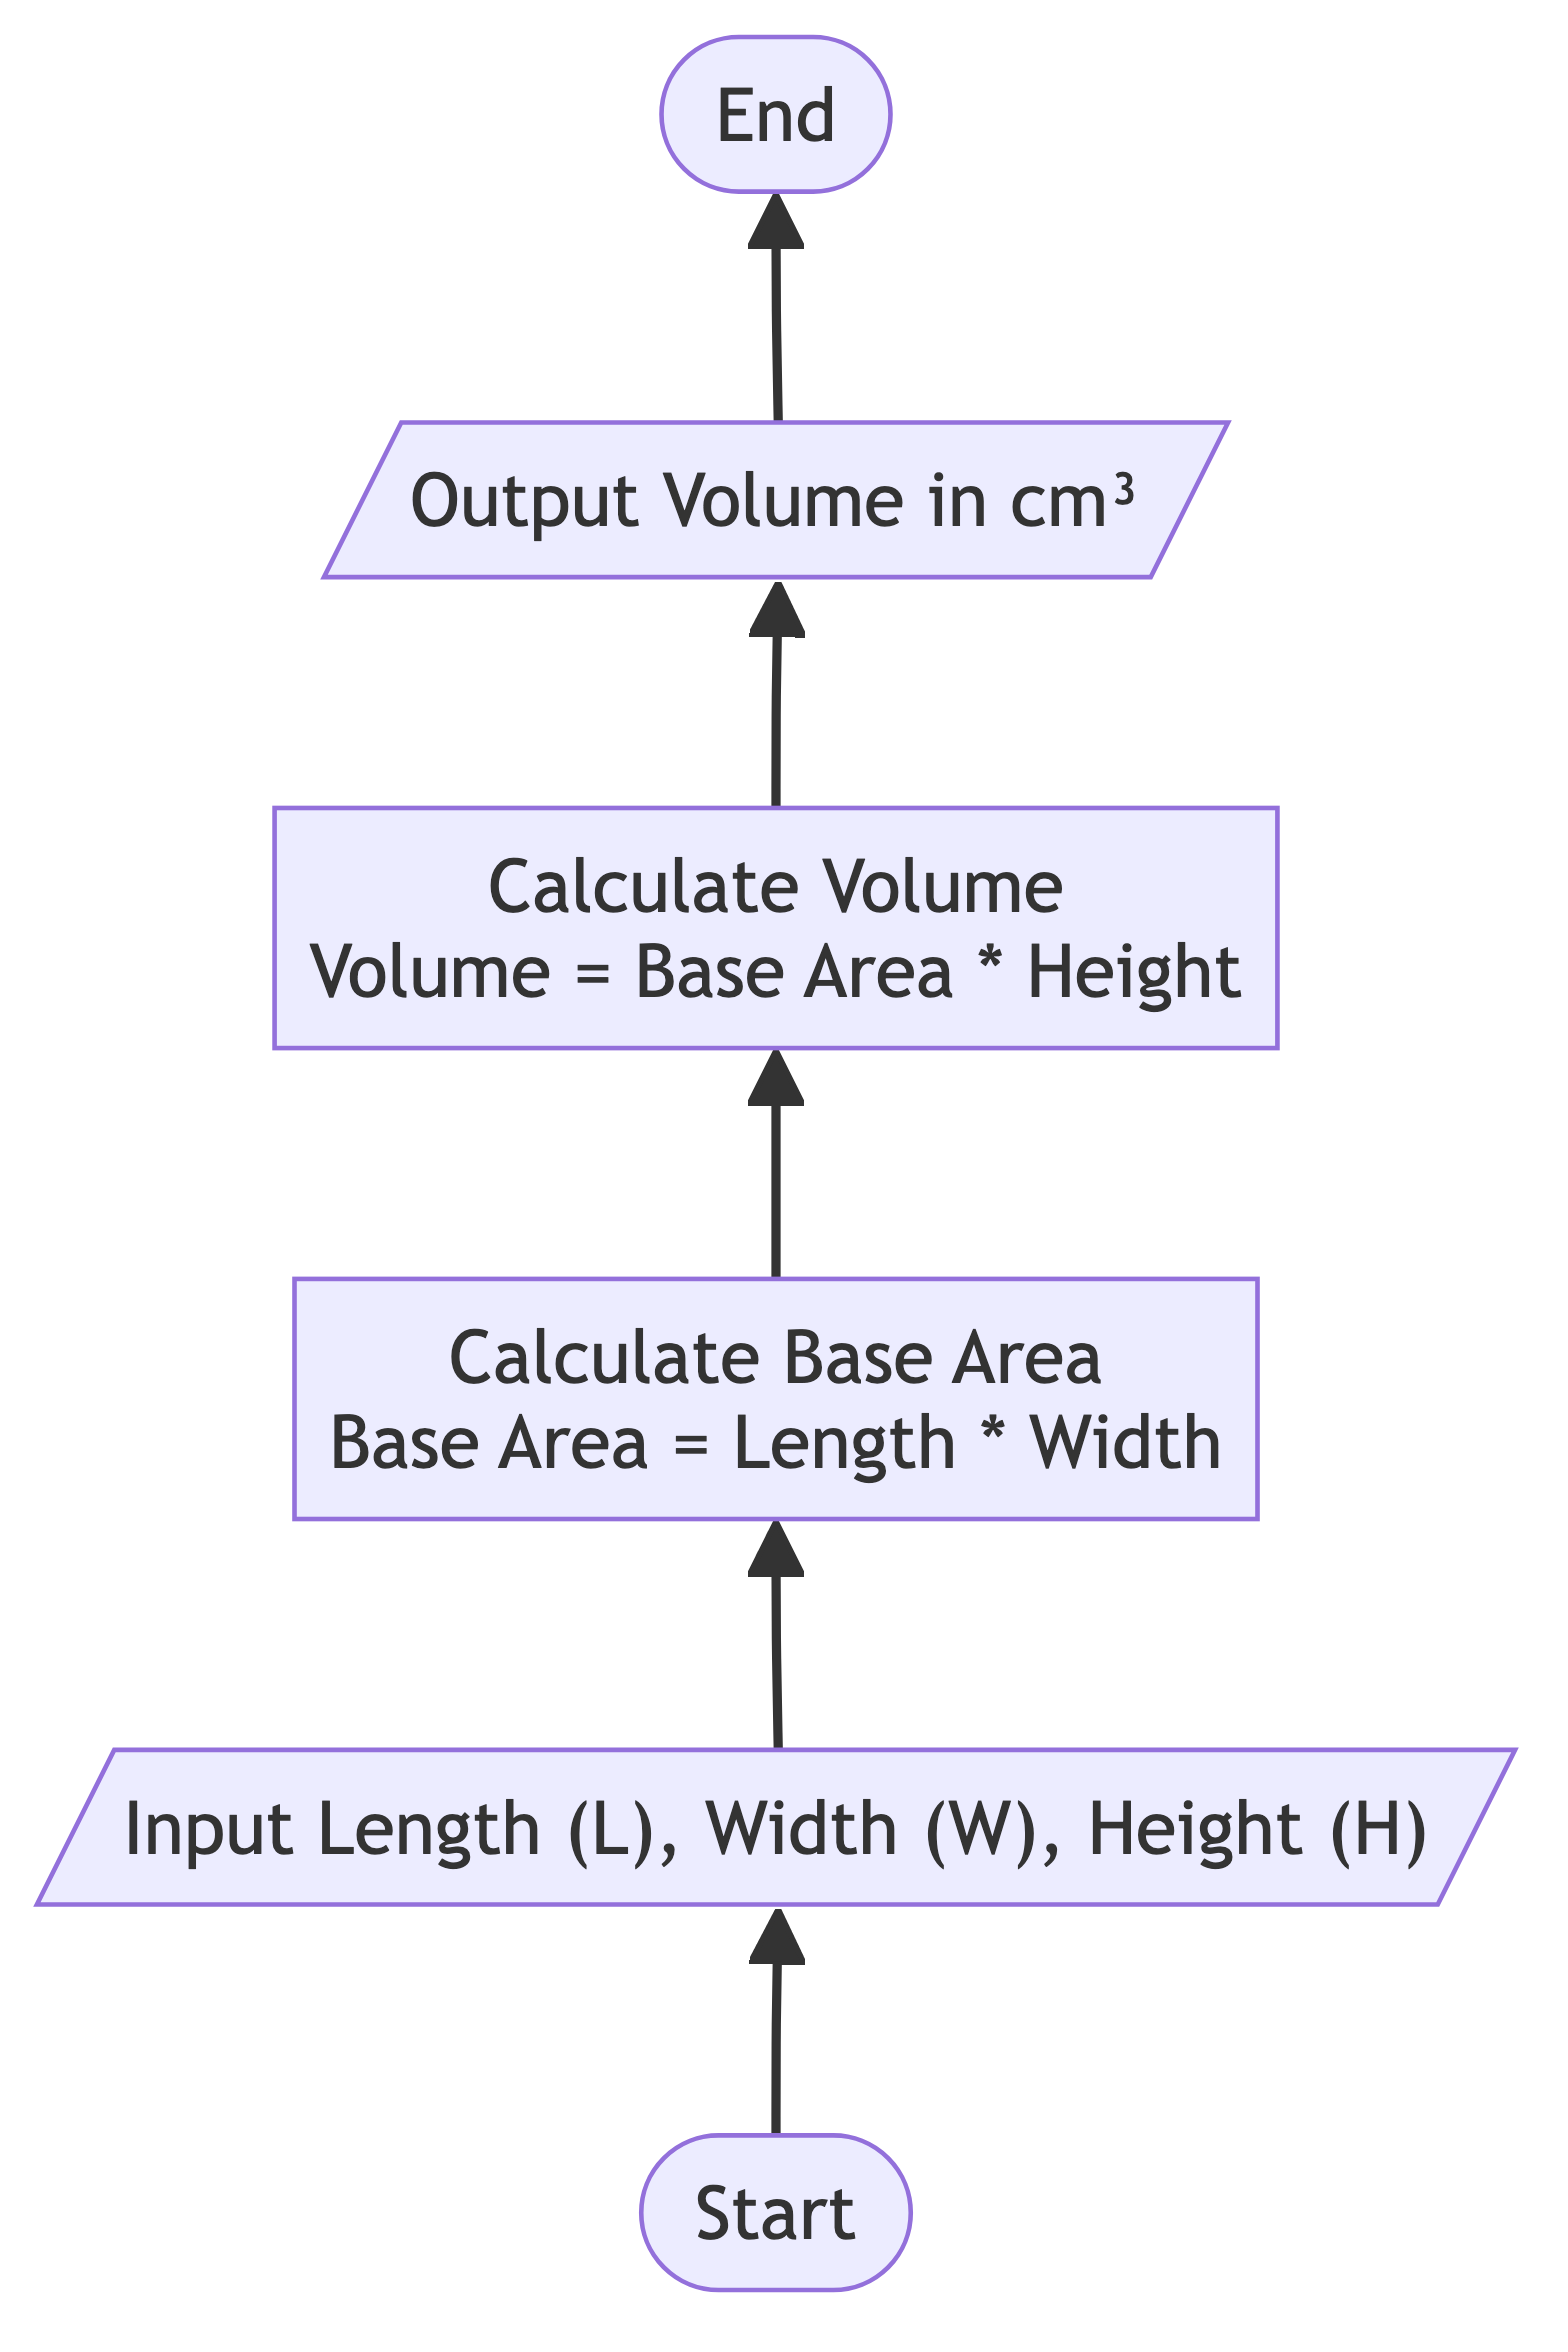 End
Output Volume in cm³
Calculate Volume
Volume = Base Area * Height
Calculate Base Area
Base Area = Length * Width
Input Length (L), Width (W), Height (H)
Start